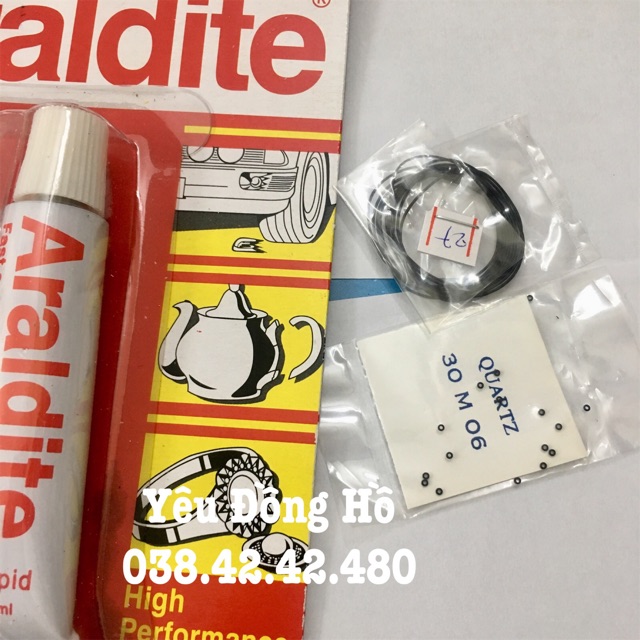 raldite®
Araldite
Fast
pid
ml
27
QUARTZ
30 M 06
Yêu Đồng Hồ
038.42.42.480
High
Performance